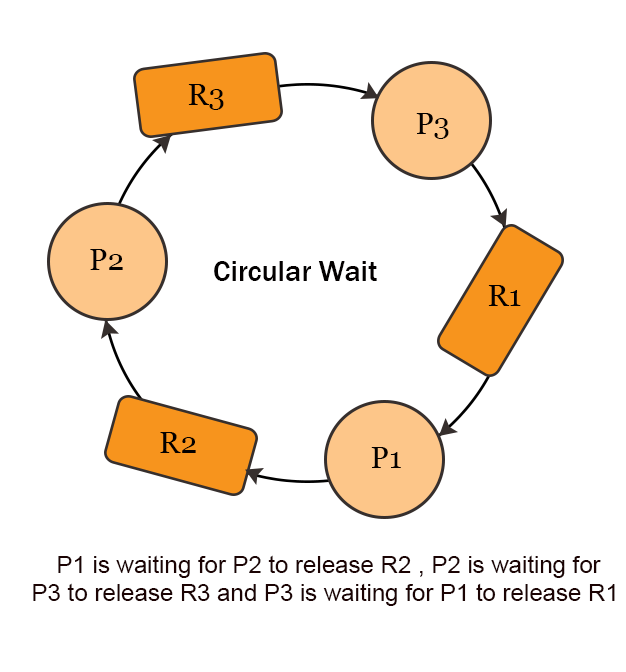 R3
P3
P2
Circular Wait
R1
R2
P1
P1 is waiting for P2 to release R2 , P2 is waiting for
P3 to release R3 and P3 is waiting for P1 to release R1